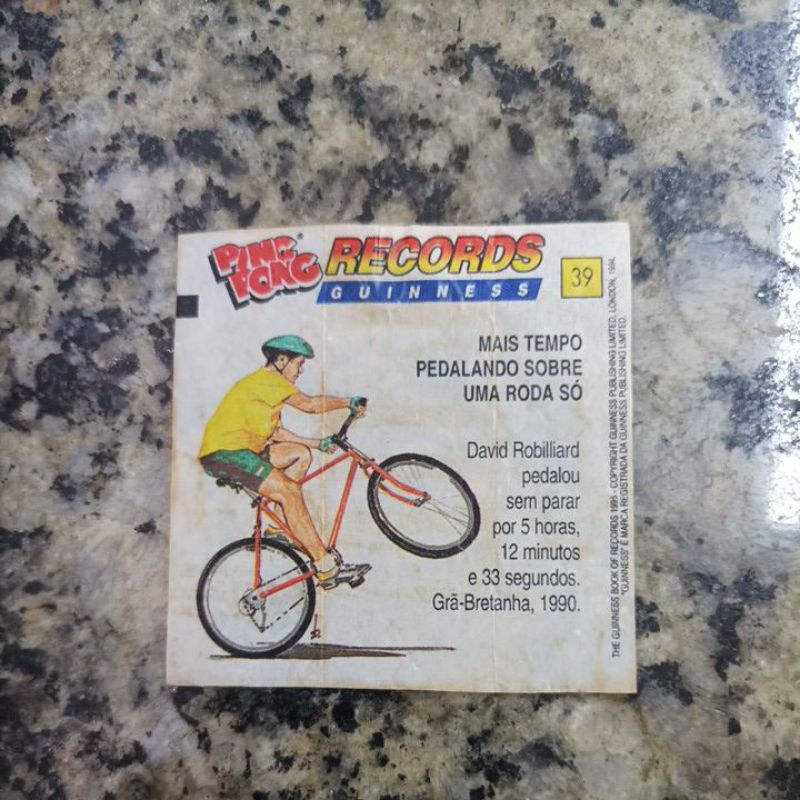 PING PONG®
RECORDS
GUINNESS
39
MAIS TEMPO
PEDALANDO SOBRE
UMA RODA SÓ
David Robilliard
pedalou
sem parar
por 5 horas,
12 minutos
e 33 segundos.
Grã-Bretanha, 1990.
THE GUINNESS BOOK OF RECORDS 1995 - COPYRIGHT GUINNESS PUBLISHING LIMITED, LONDON, 1994.
"GUINNESS" É MARCA REGISTRADA DA GUINNESS PUBLISHING LIMITED.